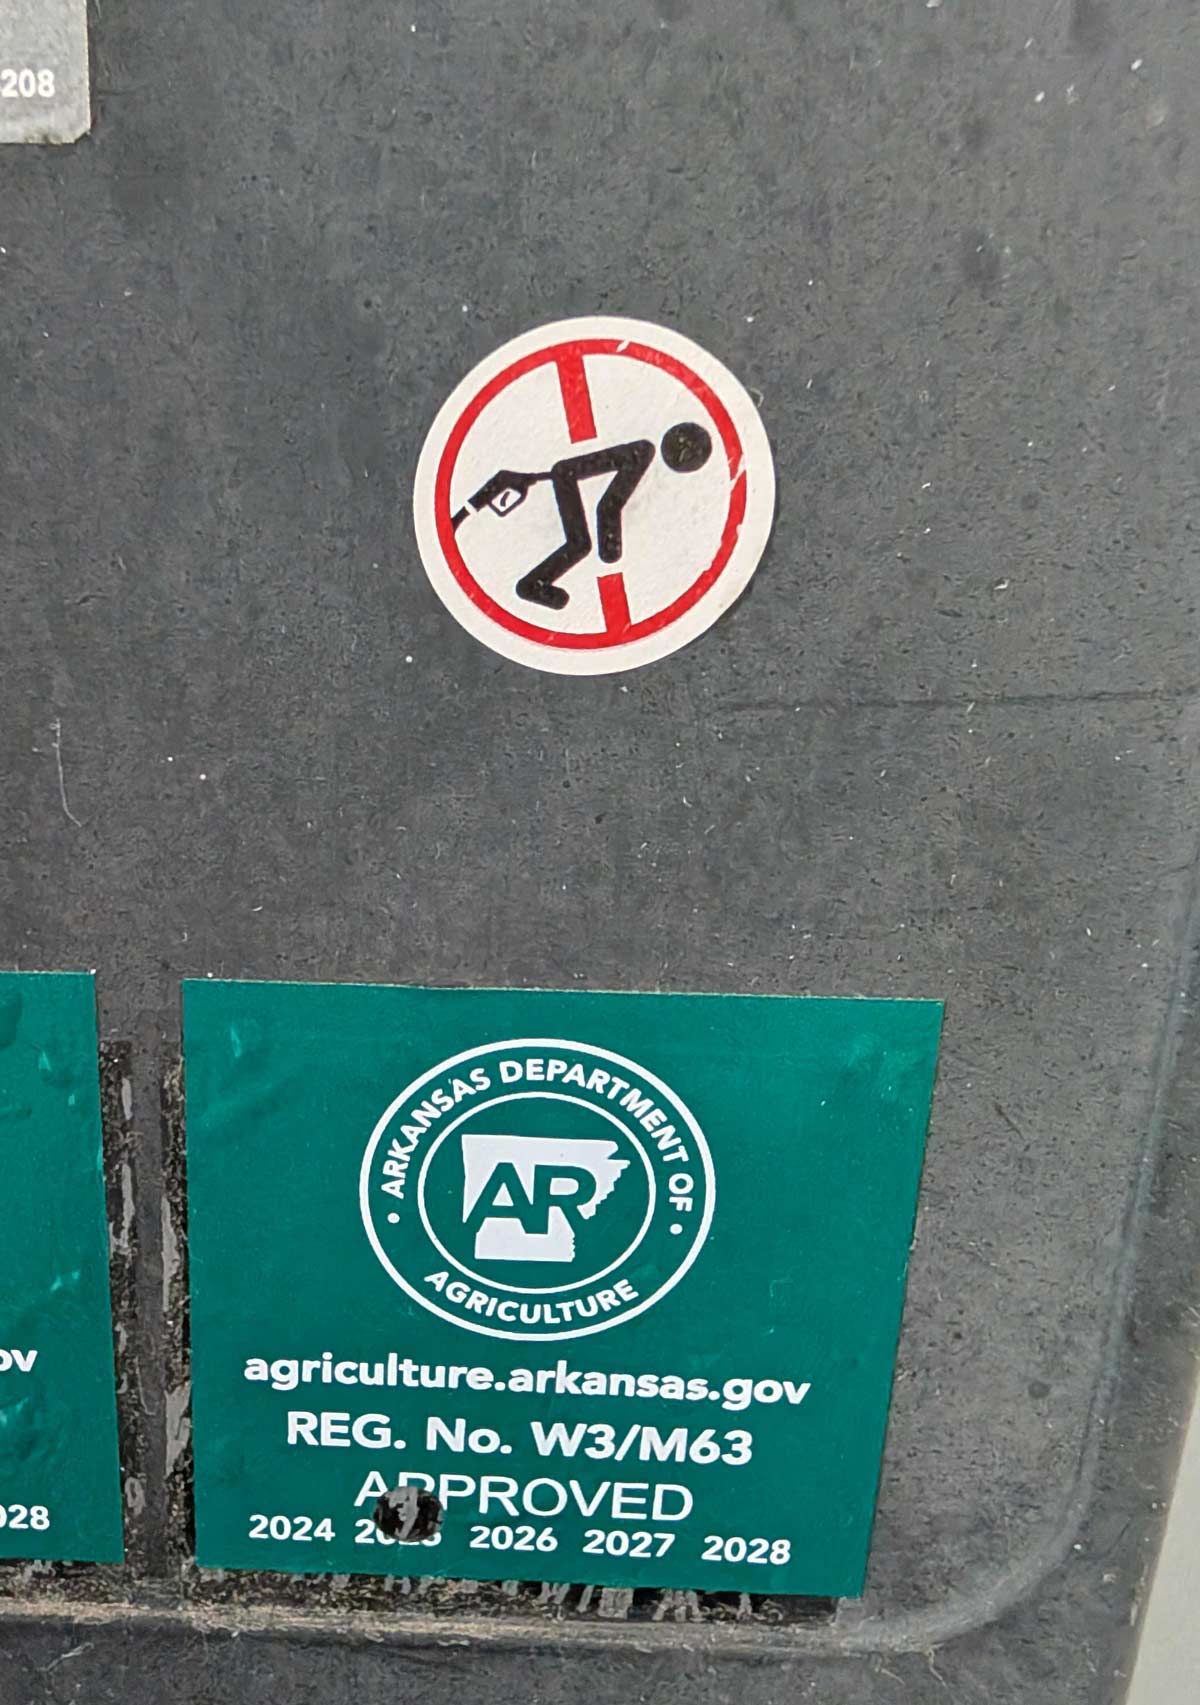 208
ARKANSAS DEPARTMENT OF
AGRICULTURE
AR
agriculture.arkansas.gov
REG. No. W3/M63
APPROVED
2024 2025 2026 2027 2028
ov
028